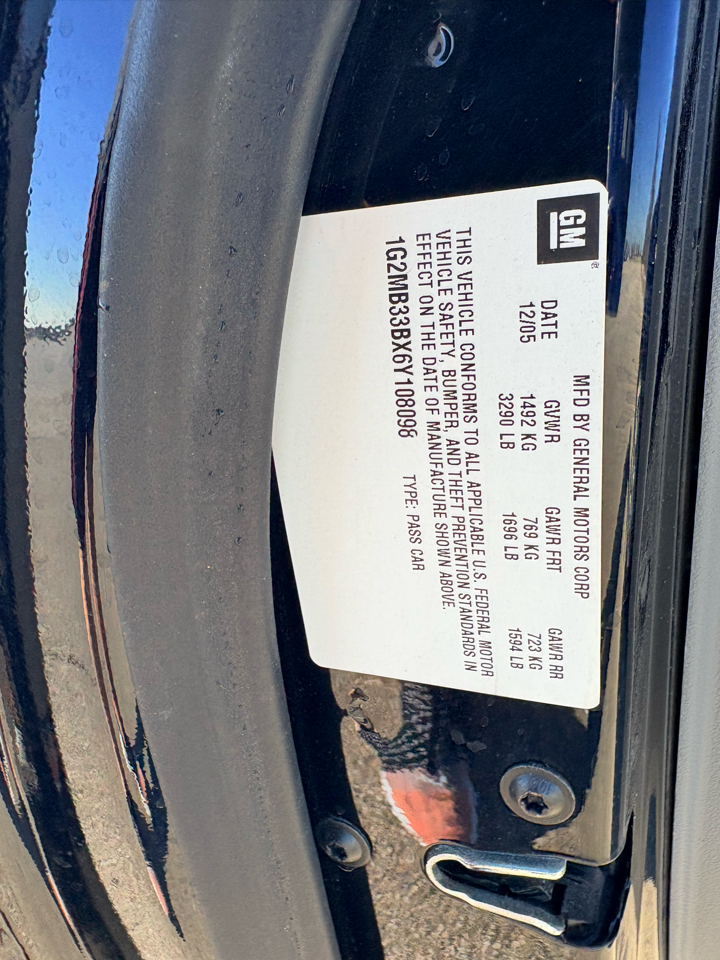 GM
®
MFD BY GENERAL MOTORS CORP
DATE GVWR GAWR FRT GAWR RR
12/05 1492 KG 769 KG 723 KG
3290 LB 1696 LB 1594 LB
THIS VEHICLE CONFORMS TO ALL APPLICABLE U.S. FEDERAL MOTOR
VEHICLE SAFETY, BUMPER, AND THEFT PREVENTION STANDARDS IN
EFFECT ON THE DATE OF MANUFACTURE SHOWN ABOVE.
1G2MB33BX6Y108098 TYPE: PASS CAR